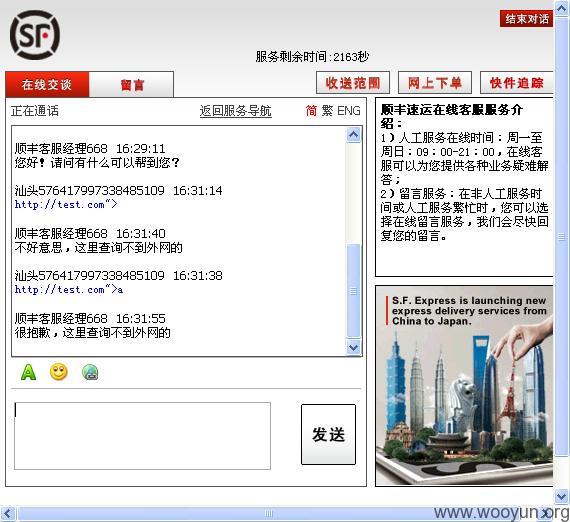 结束对话
SF
服务剩余时间:2163秒
在线交谈
留言
收送范围
网上下单
快件追踪
正在通话
返回服务导航
简 繁 ENG
顺丰客服经理668 16:29:11
您好！请问有什么可以帮到您？
汕头576417997338485109 16:31:14
http://test.com">
顺丰客服经理668 16:31:40
不好意思，这里查询不到外网的
汕头576417997338485109 16:31:38
http://test.com">a
顺丰客服经理668 16:31:55
很抱歉，这里查询不到外网的
A
发送
顺丰速运在线客服服务介
绍：
1）人工服务在线时间：周一至
周日：09：00-21：00，在线客
服可以为您提供各种业务疑难解
答；
2）留言服务：在非人工服务时
间或人工服务繁忙时，您可以选
择在线留言服务，我们会尽快回
复您的留言。
S.F. Express is launching new
express delivery services from
China to Japan.
www.wooyun.org